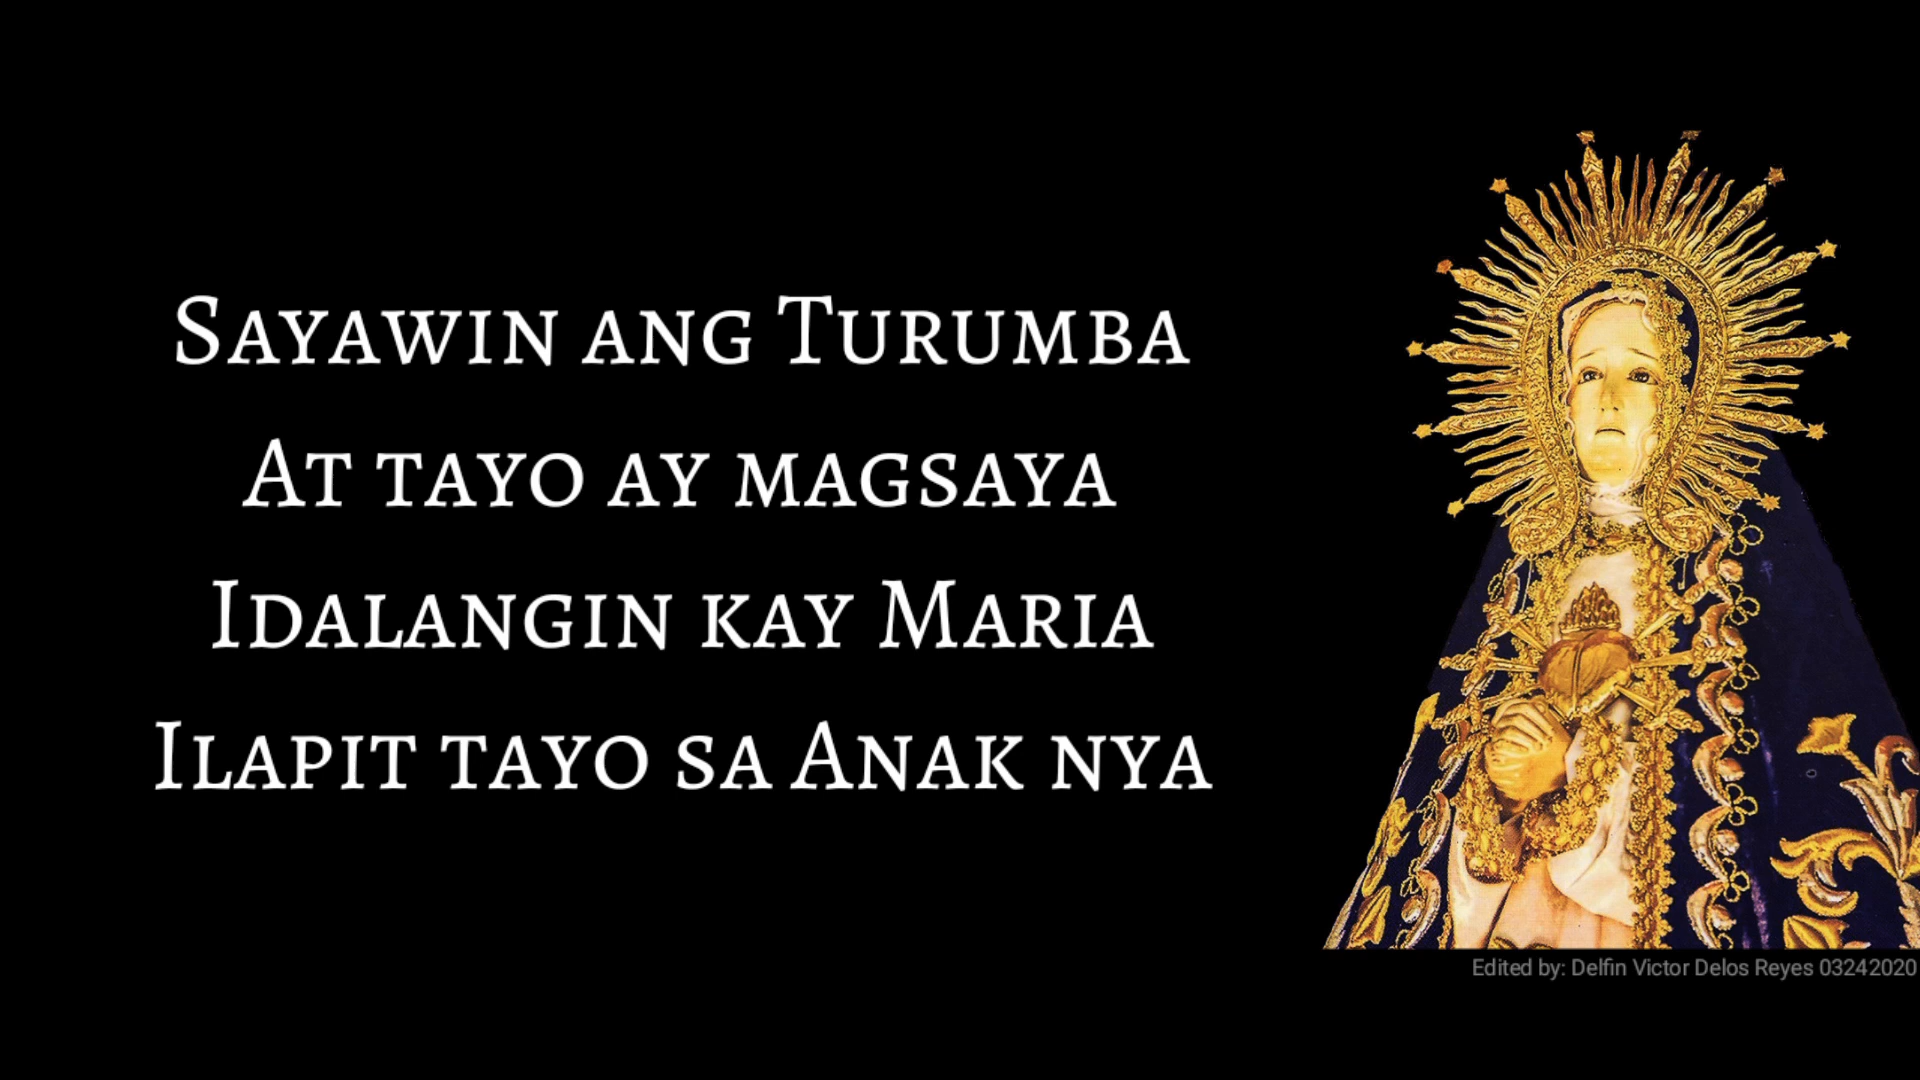 Sayawin ang Turumba
At tayo ay magsaya
Idalangin kay Maria
Ilapit tayo sa Anak nya
Edited by: Delfin Victor Delos Reyes 03242020